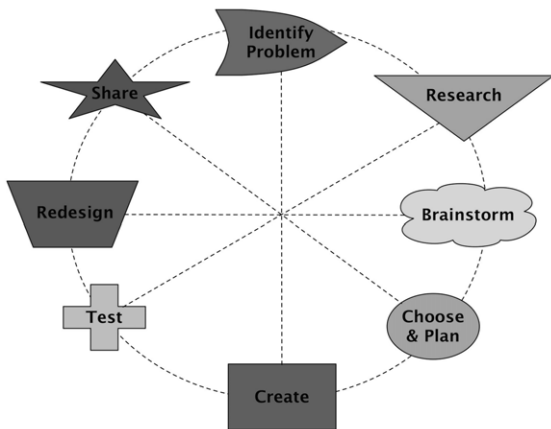 Identify
Problem
Research
Brainstorm
Choose
& Plan
Create
Test
Redesign
Share